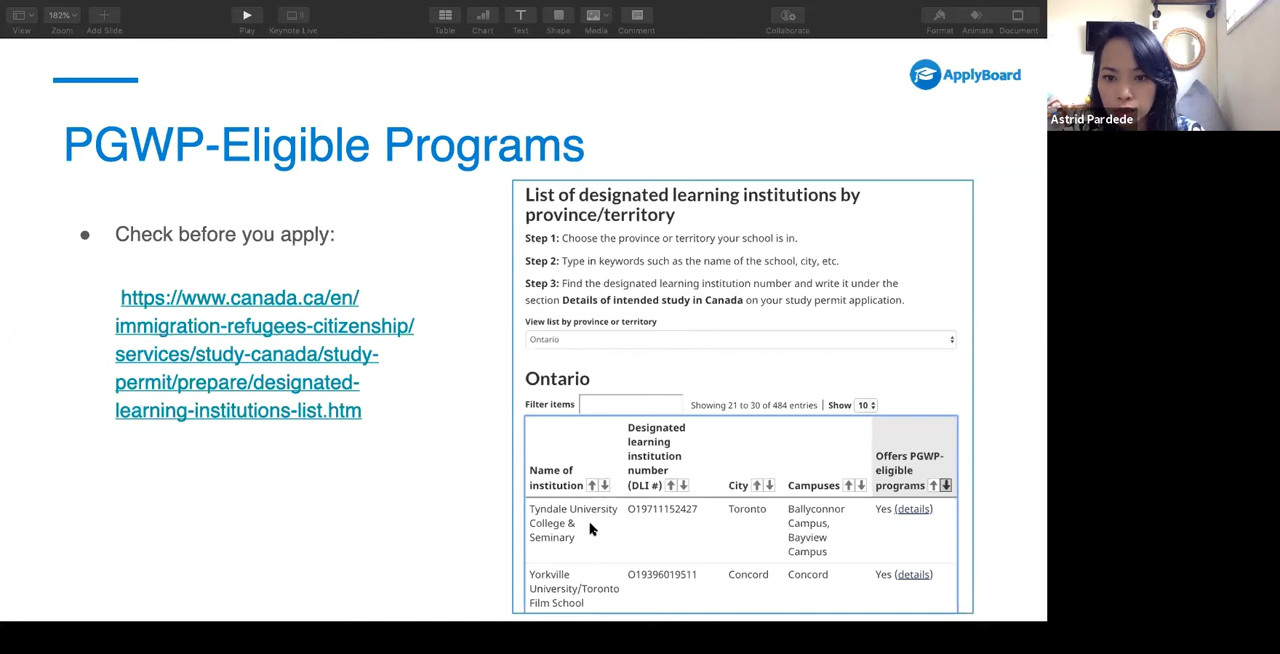 View
182%
Zoom
Add Slide
Play
Keynote Live
Table
Chart
Text
Shape
Media
Comment
Collaborate
Format
Animate
Document
ApplyBoard
Astrid Pardede
PGWP-Eligible Programs
Check before you apply:
https://www.canada.ca/en/
immigration-refugees-citizenship/
services/study-canada/study-
permit/prepare/designated-
learning-institutions-list.htm
List of designated learning institutions by
province/territory
Step 1: Choose the province or territory your school is in.
Step 2: Type in keywords such as the name of the school, city, etc.
Step 3: Find the designated learning institution number and write it under the
section Details of intended study in Canada on your study permit application.
View list by province or territory
Ontario
Ontario
Filter items
Showing 21 to 30 of 484 entries | Show 10
Name of
institution
Designated
learning
institution
number
(DLI #)
City
Campuses
Offers PGWP-
eligible
programs
Tyndale University
College &
Seminary
O19711152427
Toronto
Ballyconnor
Campus,
Bayview
Campus
Yes (details)
Yorkville
University/Toronto
Film School
O19396019511
Concord
Concord
Yes (details)